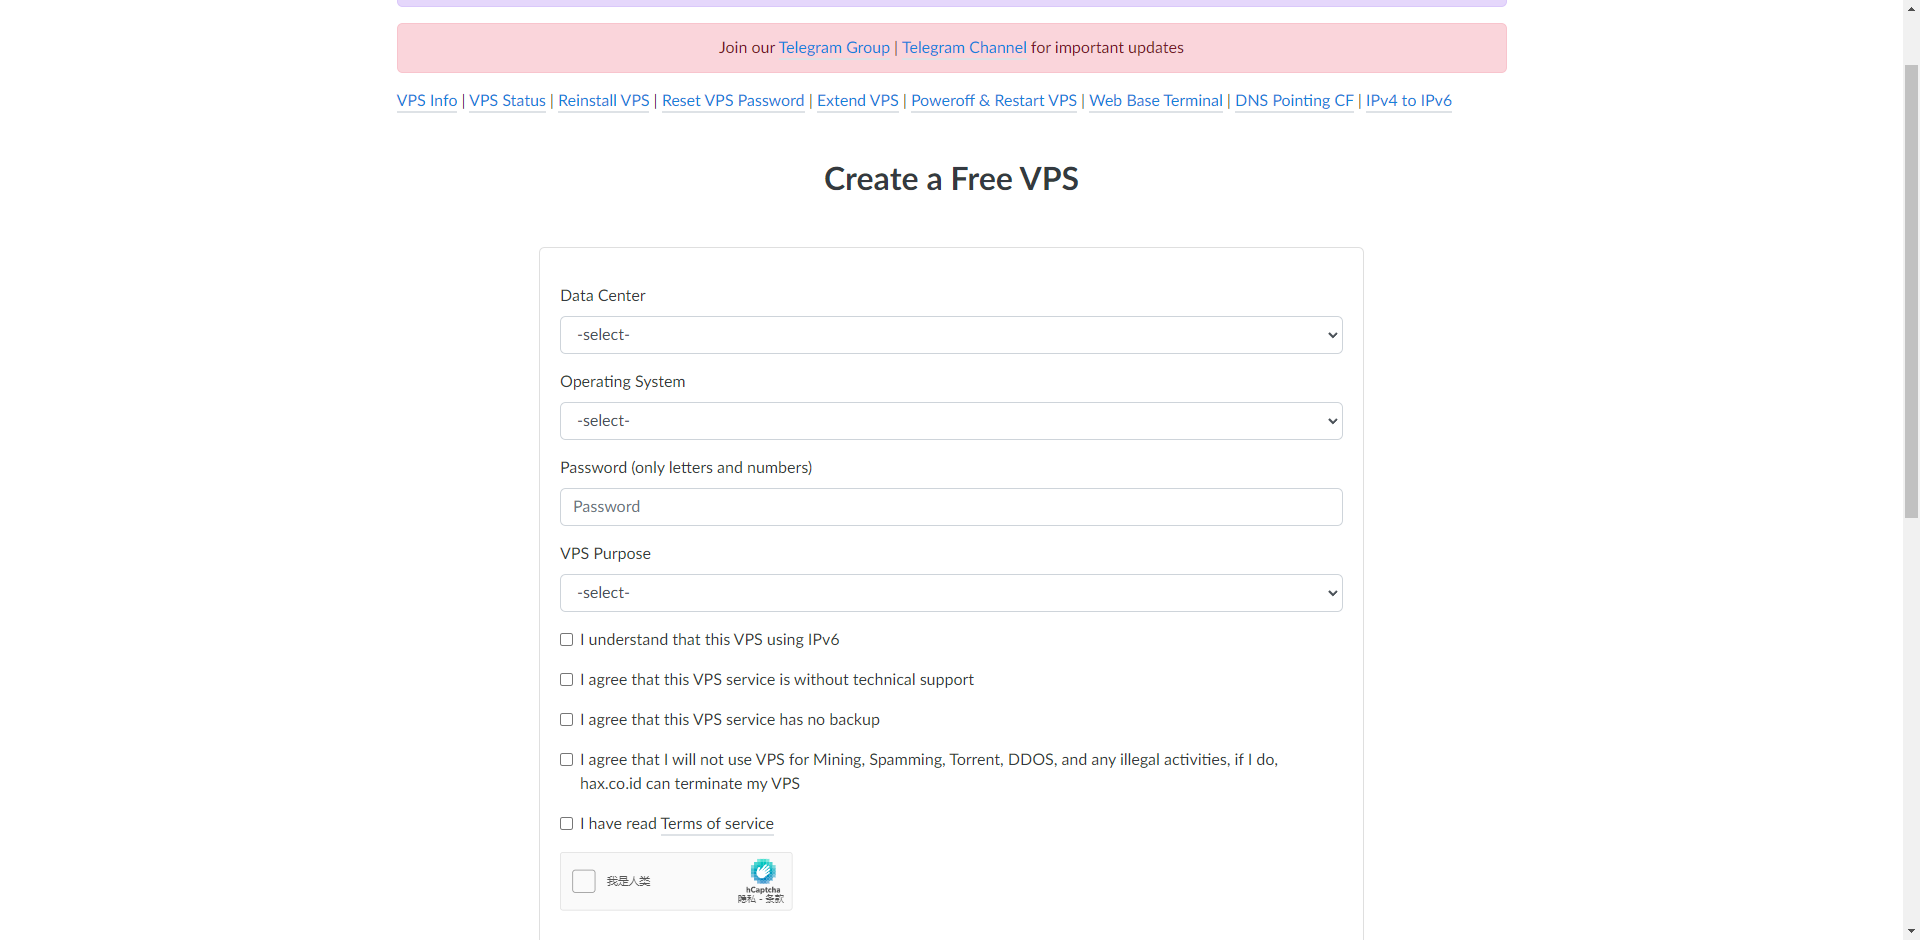 Join our Telegram Group | Telegram Channel for important updates
VPS Info | VPS Status | Reinstall VPS | Reset VPS Password | Extend VPS | Poweroff & Restart VPS | Web Base Terminal | DNS Pointing CF | IPv4 to IPv6
Create a Free VPS
Data Center
-select-
Operating System
-select-
Password (only letters and numbers)
Password
VPS Purpose
-select-
I understand that this VPS using IPv6
I agree that this VPS service is without technical support
I agree that this VPS service has no backup
I agree that I will not use VPS for Mining, Spamming, Torrent, DDOS, and any illegal activities, if I do,
hax.co.id can terminate my VPS
I have read Terms of service
我是人类
hCaptcha
隐私 - 条款